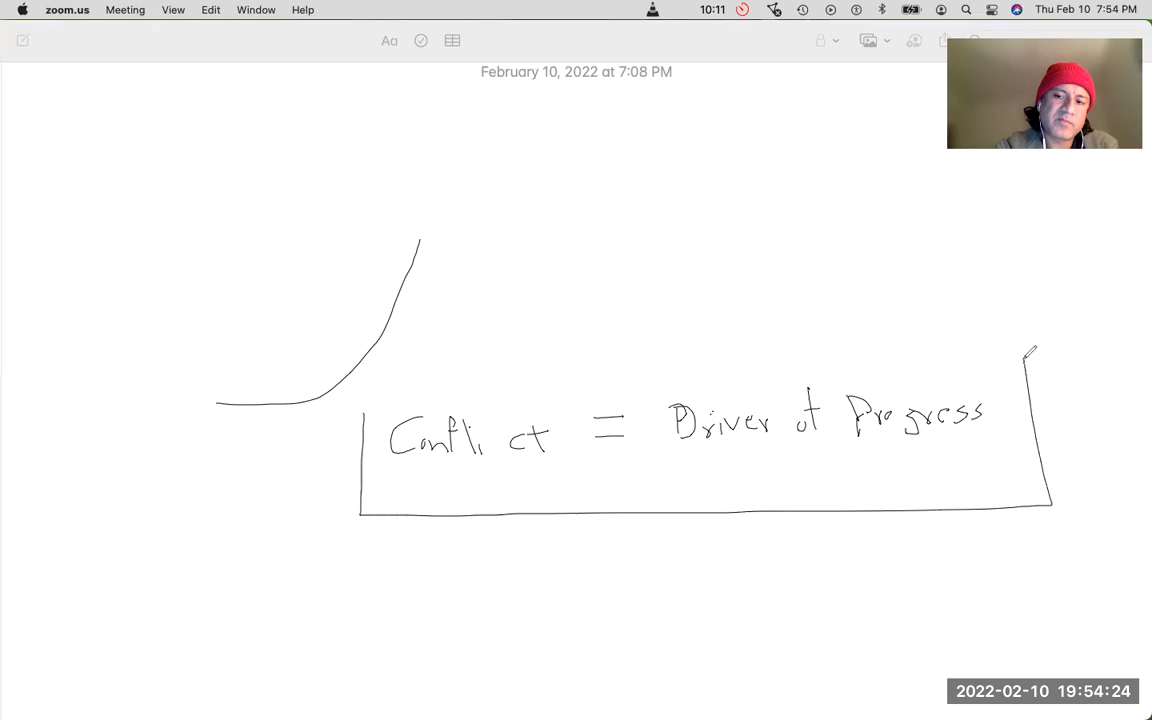 zoom.us Meeting View Edit Window Help 10:11 Thu Feb 10 7:54 PM
Aa
February 10, 2022 at 7:08 PM
Conflict = Driver of Progress
2022-02-10 19:54:24